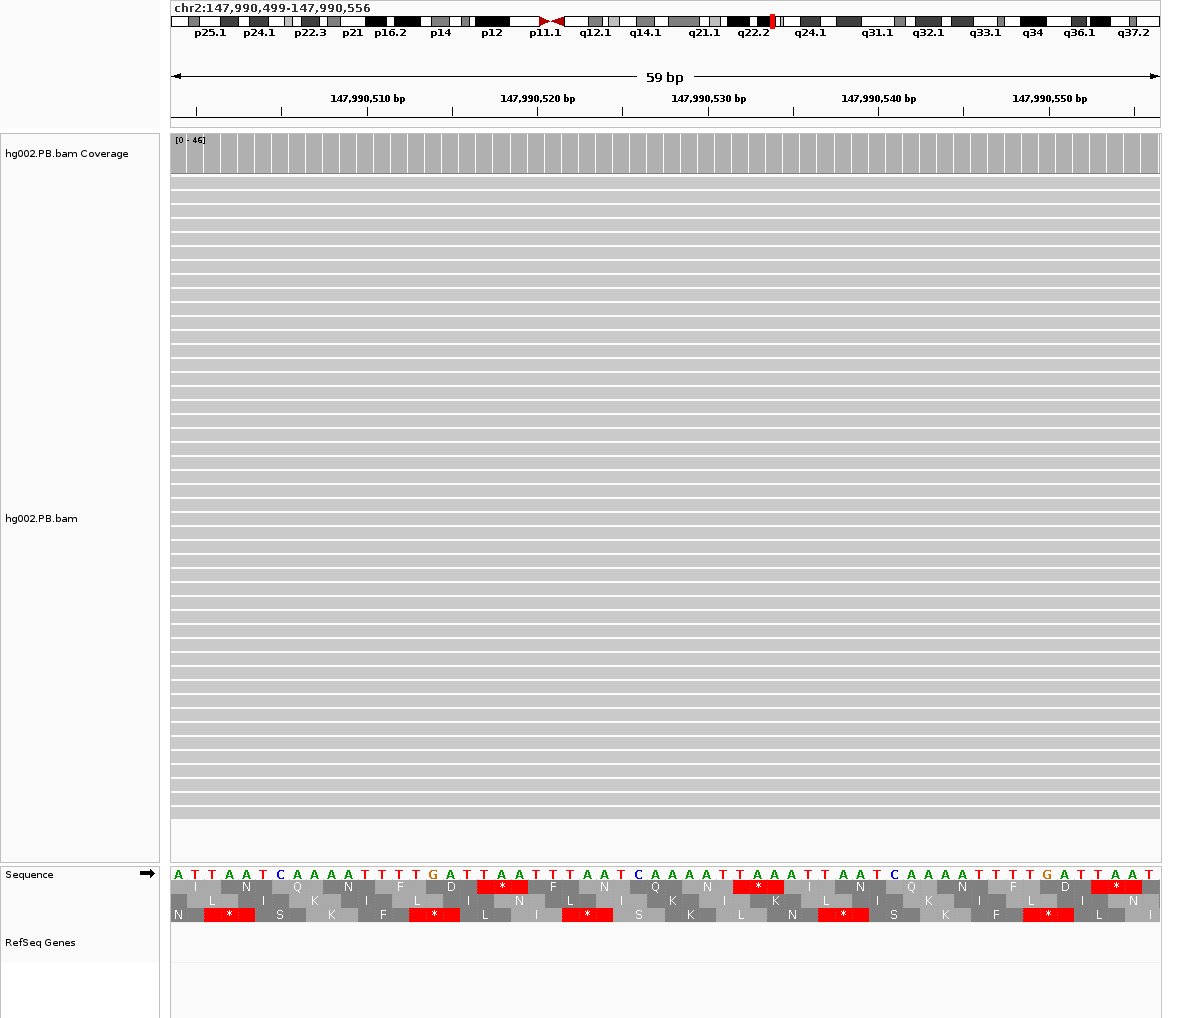 chr2:147,990,499-147,990,556
p25.1 p24.1 p22.3 p21 p16.2 p14 p12 p11.1 q12.1 q14.1 q21.1 q22.2 q24.1 q31.1 q32.1 q33.1 q34 q36.1 q37.2
59 bp
147,990,510 bp 147,990,520 bp 147,990,530 bp 147,990,540 bp 147,990,550 bp
[0 - 46]
hg002.PB.bam Coverage
hg002.PB.bam
Sequence A T T A A T C A A A A T T T T G A T T A A T T T A A T C A A A A T T A A A T T A A T C A A A A T T T T G A T T A A T
I N Q N F D * F N Q N * I N Q N F D *
L I K I L I N L I K I K L I K I L I N
N * S K F * L I * S K L N * S K F * L I
RefSeq Genes